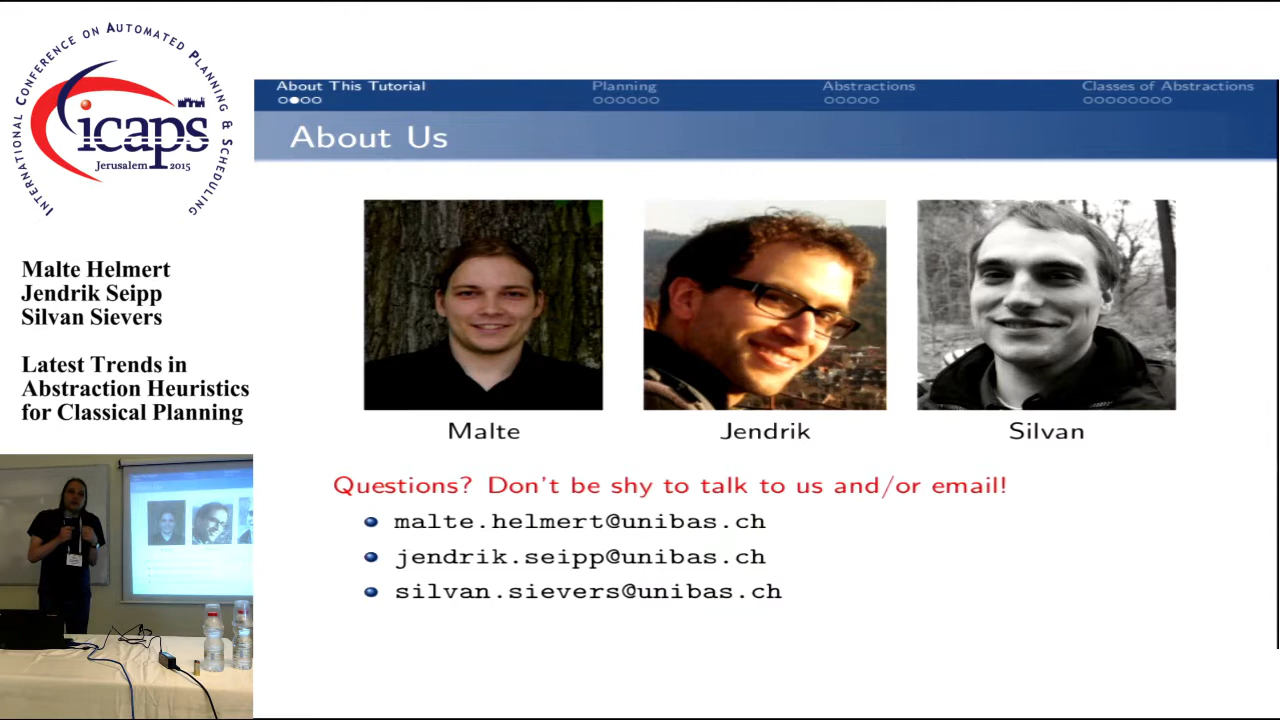 INTERNATIONAL CONFERENCE ON AUTOMATED PLANNING & SCHEDULING
icaps
Jerusalem 2015
Malte Helmert
Jendrik Seipp
Silvan Sievers
Latest Trends in
Abstraction Heuristics
for Classical Planning
About This Tutorial
Planning
Abstractions
Classes of Abstractions
About Us
Malte
Jendrik
Silvan
Questions? Don't be shy to talk to us and/or email!
malte.helmert@unibas.ch
jendrik.seipp@unibas.ch
silvan.sievers@unibas.ch